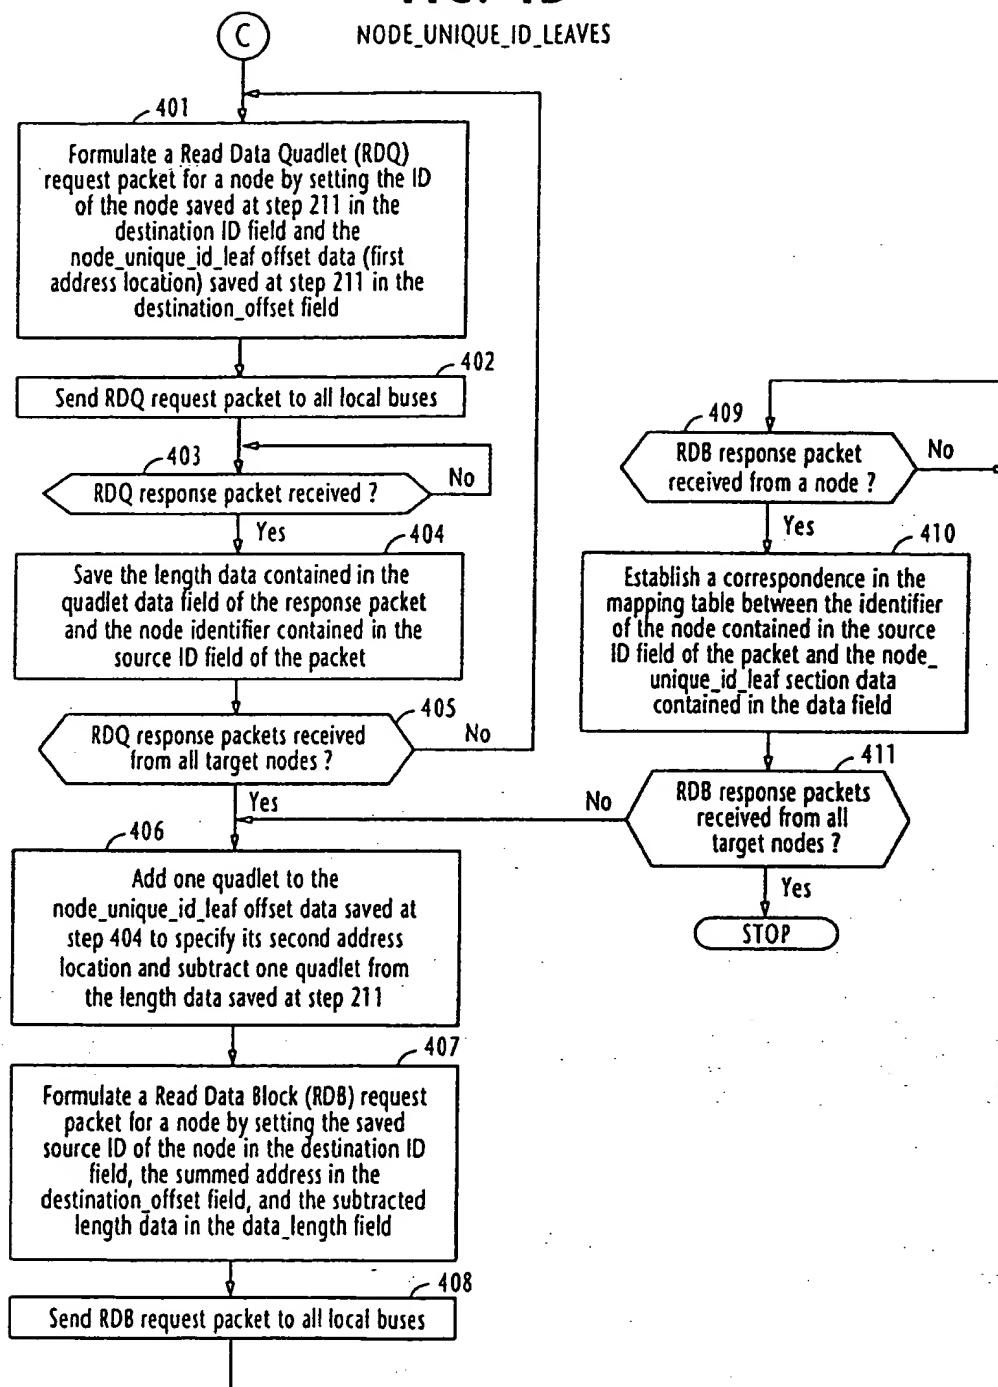 C
NODE_UNIQUE_ID_LEAVES
401
Formulate a Read Data Quadlet (RDQ)
request packet for a node by setting the ID
of the node saved at step 211 in the
destination ID field and the
node_unique_id_leaf offset data (first
address location) saved at step 211 in the
destination_offset field
402
Send RDQ request packet to all local buses
403
RDQ response packet received ?
No
Yes
404
Save the length data contained in the
quadlet data field of the response packet
and the node identifier contained in the
source ID field of the packet
405
RDQ response packets received
from all target nodes ?
No
Yes
406
Add one quadlet to the
node_unique_id_leaf offset data saved at
step 404 to specify its second address
location and subtract one quadlet from
the length data saved at step 211
407
Formulate a Read Data Block (RDB) request
packet for a node by setting the saved
source ID of the node in the destination ID
field, the summed address in the
destination_offset field, and the subtracted
length data in the data_length field
408
Send RDB request packet to all local buses
409
RDB response packet
received from a node ?
No
Yes
410
Establish a correspondence in the
mapping table between the identifier
of the node contained in the source
ID field of the packet and the node_
unique_id_leaf section data
contained in the data field
411
RDB response packets
received from all
target nodes ?
No
Yes
STOP